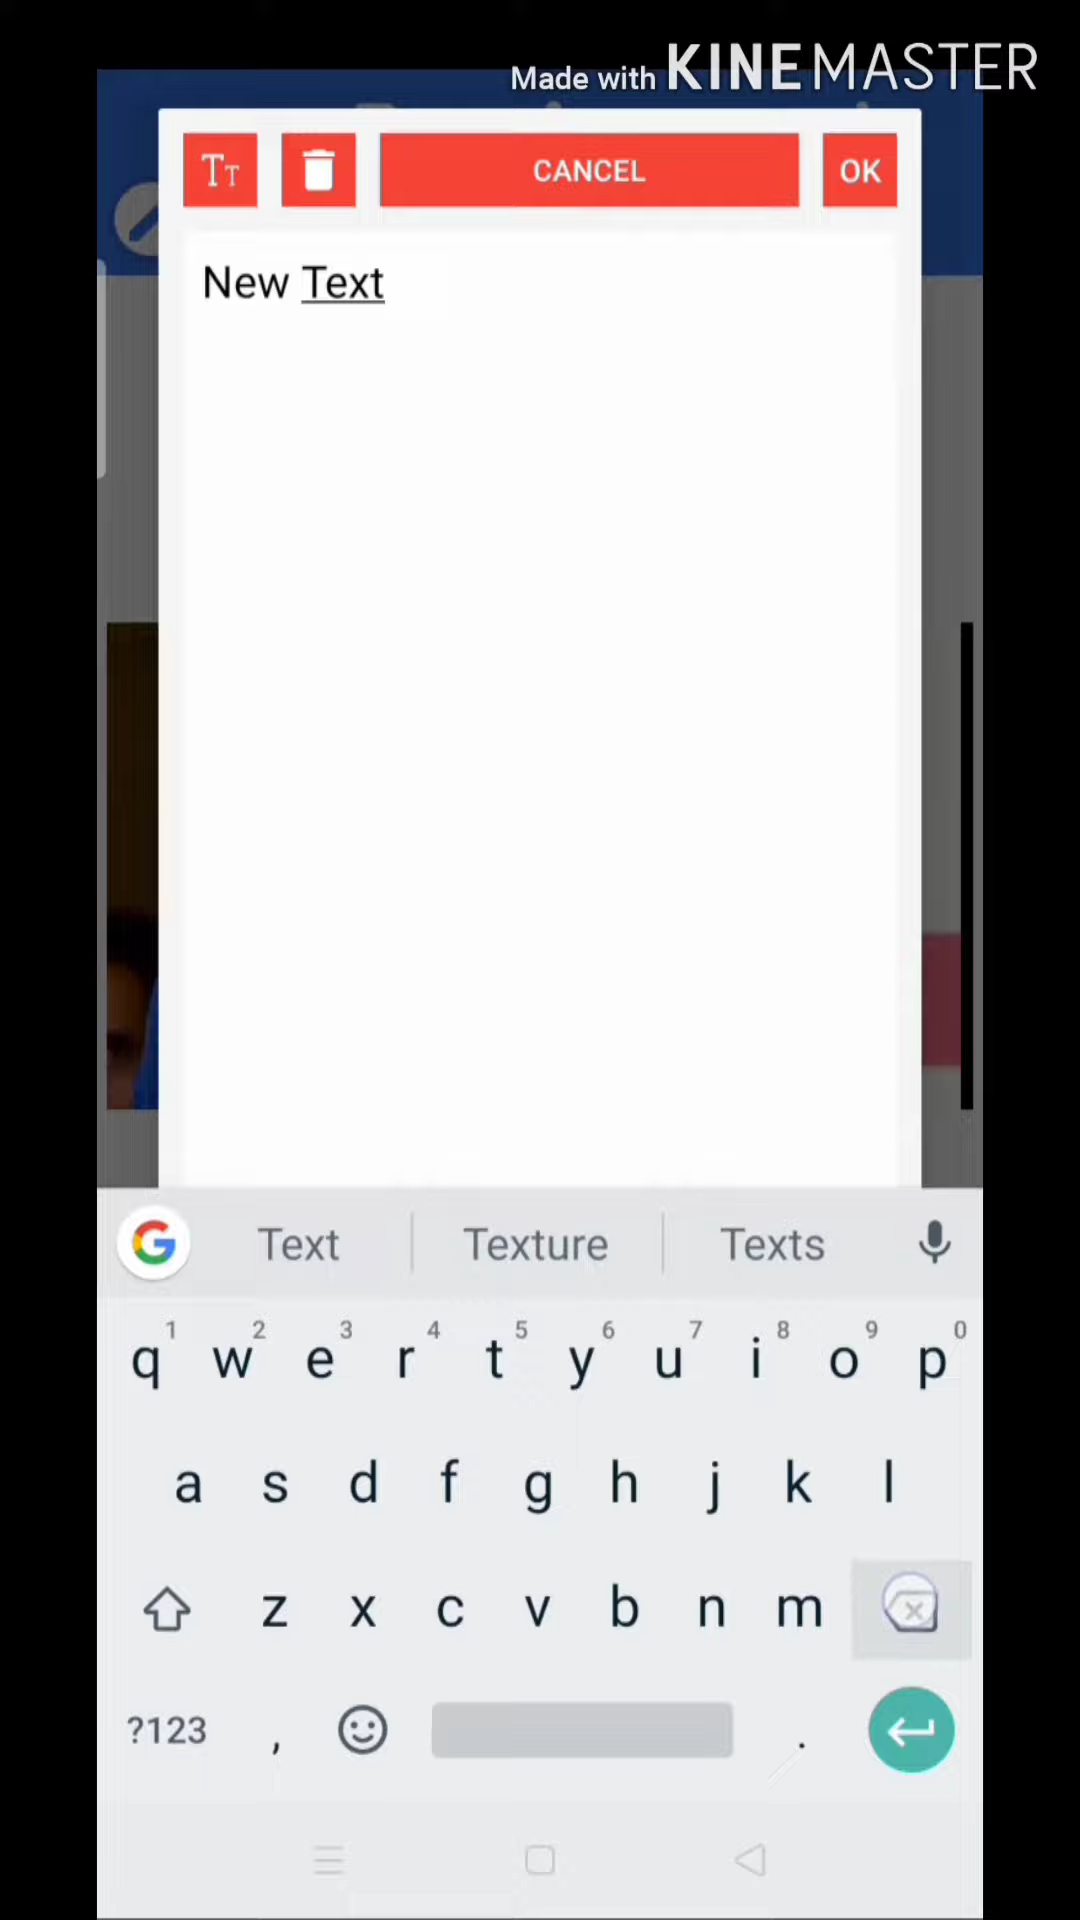 Made with KINEMASTER
TT CANCEL OK
New Text
G Text Texture Texts
1 2 3 4 5 6 7 8 9 0
q w e r t y u i o p
a s d f g h j k l
z x c v b n m
?123 , .